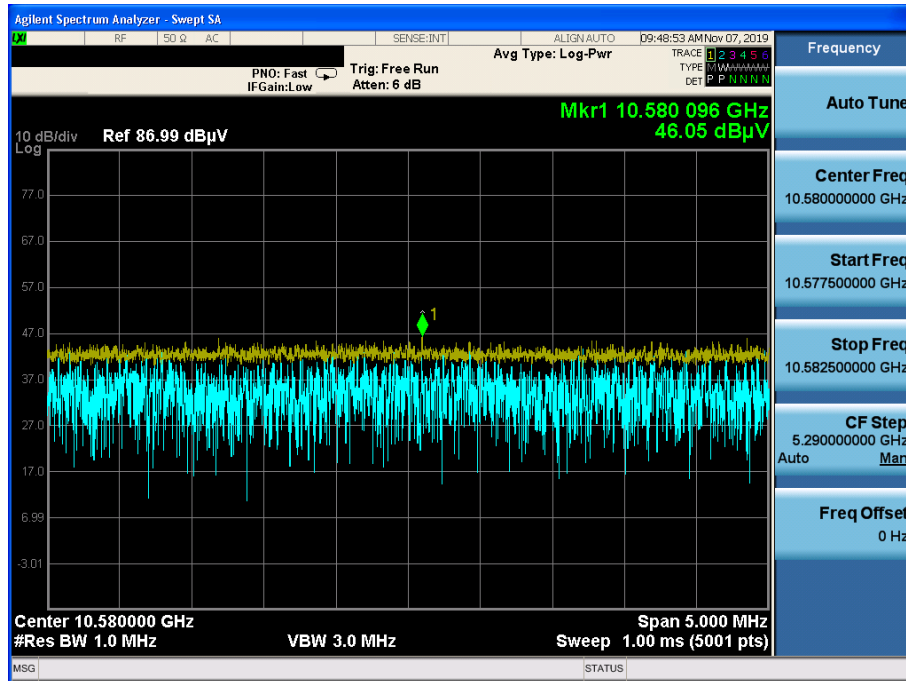 Agilent Spectrum Analyzer - Swept SA
LXI RF 50 Ω AC SENSE:INT ALIGN AUTO 09:48:53 AM Nov 07, 2019
PNO: Fast
IFGain:Low
Trig: Free Run
Atten: 6 dB
Avg Type: Log-Pwr
TRACE 1 2 3 4 5 6
TYPE M WWWWW
DET P P N N N N
Mkr1 10.580 096 GHz
46.05 dBµV
10 dB/div Ref 86.99 dBµV
Log
77.0
67.0
57.0
47.0
37.0
27.0
17.0
6.99
-3.01
1
Center 10.580000 GHz Span 5.000 MHz
#Res BW 1.0 MHz VBW 3.0 MHz Sweep 1.00 ms (5001 pts)
MSG STATUS
Frequency
Auto Tune
Center Freq
10.580000000 GHz
Start Freq
10.577500000 GHz
Stop Freq
10.582500000 GHz
CF Step
5.290000000 GHz
Auto Man
Freq Offset
0 Hz